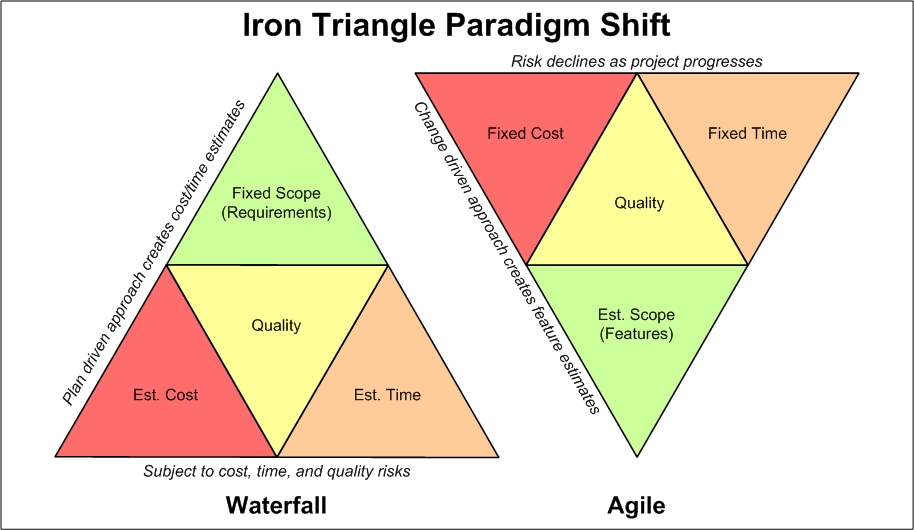 Iron Triangle Paradigm Shift
Plan driven approach creates cost/time estimates
Fixed Scope
(Requirements)
Quality
Est. Cost
Est. Time
Subject to cost, time, and quality risks
Waterfall
Risk declines as project progresses
Change driven approach creates feature estimates
Fixed Cost
Fixed Time
Quality
Est. Scope
(Features)
Agile